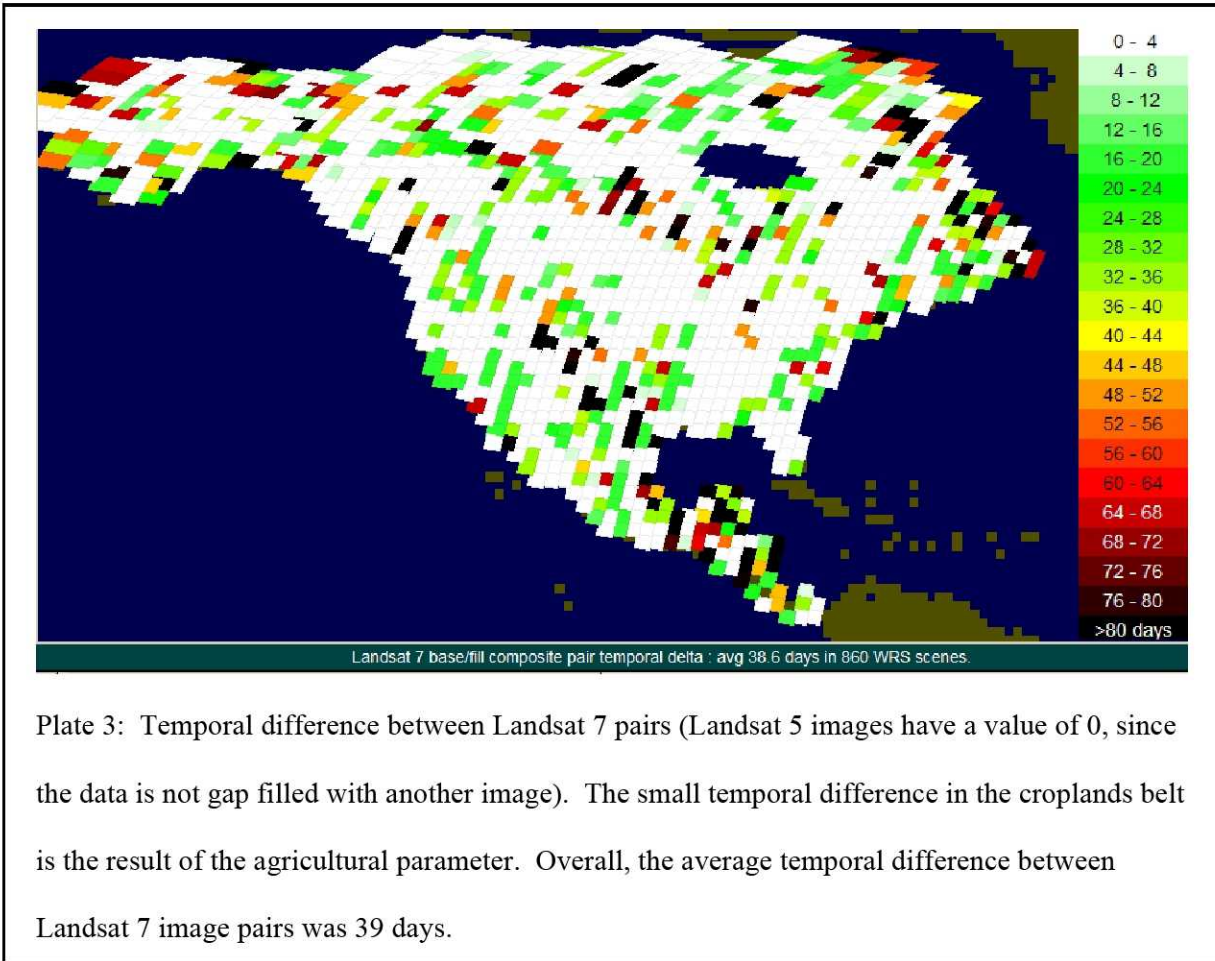 0 - 4
4 - 8
8 - 12
12 - 16
16 - 20
20 - 24
24 - 28
28 - 32
32 - 36
36 - 40
40 - 44
44 - 48
48 - 52
52 - 56
56 - 60
60 - 64
64 - 68
68 - 72
72 - 76
76 - 80
>80 days
Landsat 7 base/fill composite pair temporal delta : avg 38.6 days in 860 WRS scenes.
Plate 3: Temporal difference between Landsat 7 pairs (Landsat 5 images have a value of 0, since
the data is not gap filled with another image). The small temporal difference in the croplands belt
is the result of the agricultural parameter. Overall, the average temporal difference between
Landsat 7 image pairs was 39 days.